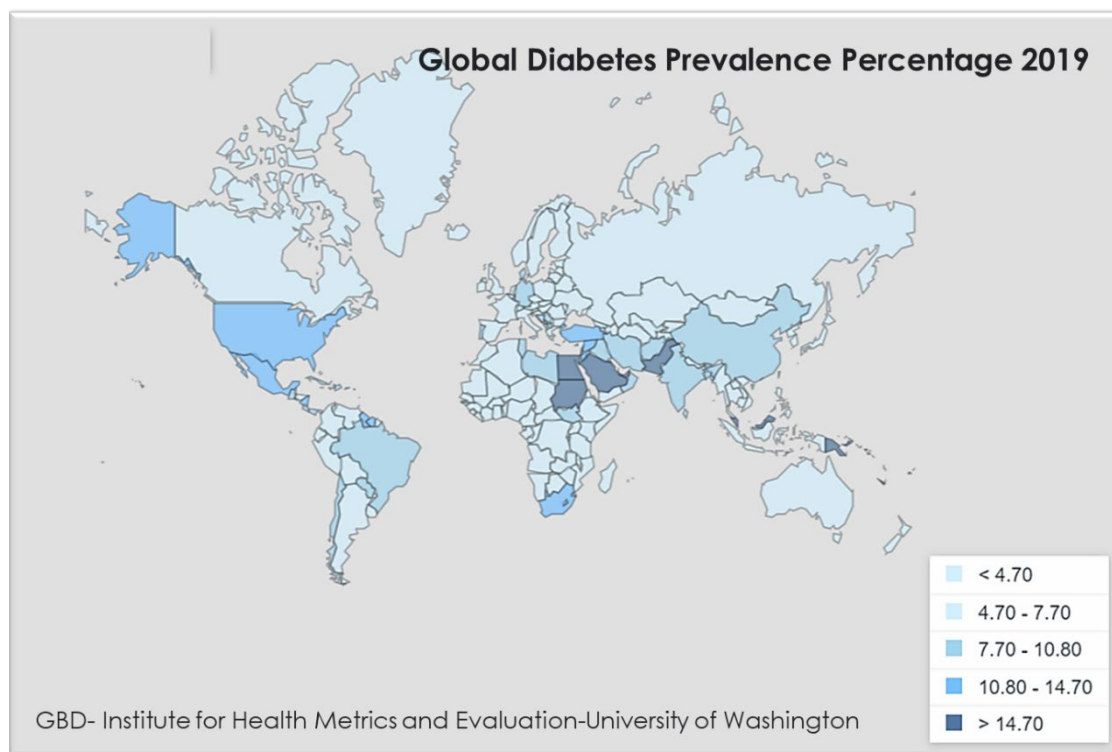 Global Diabetes Prevalence Percentage 2019
< 4.70
4.70 - 7.70
7.70 - 10.80
10.80 - 14.70
> 14.70
GBD- Institute for Health Metrics and Evaluation-University of Washington